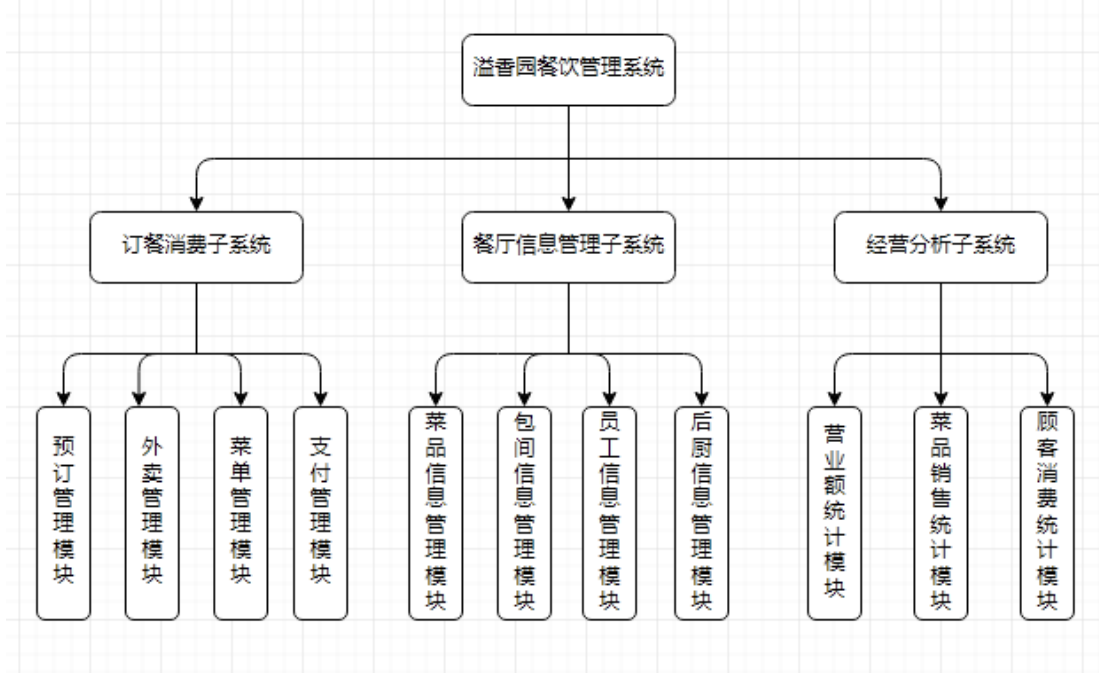 溢香园餐饮管理系统
订餐消费子系统
餐厅信息管理子系统
经营分析子系统
预订管理模块
外卖管理模块
菜单管理模块
支付管理模块
菜品信息管理模块
包间信息管理模块
员工信息管理模块
后厨信息管理模块
营业额统计模块
菜品销售统计模块
顾客消费统计模块